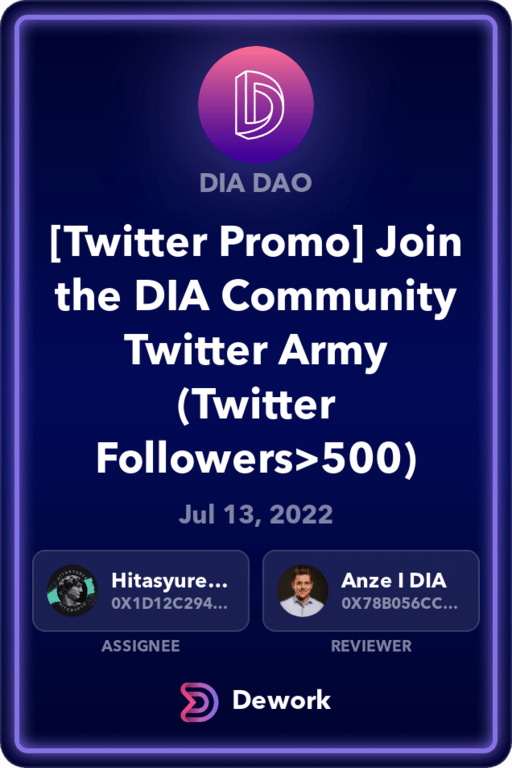 DIA DAO
[Twitter Promo] Join
the DIA Community
Twitter Army
(Twitter
Followers>500)
Jul 13, 2022
Hitasyure...
0X1D12C294...
ASSIGNEE
Anze I DIA
0X78B056CC...
REVIEWER
Dework